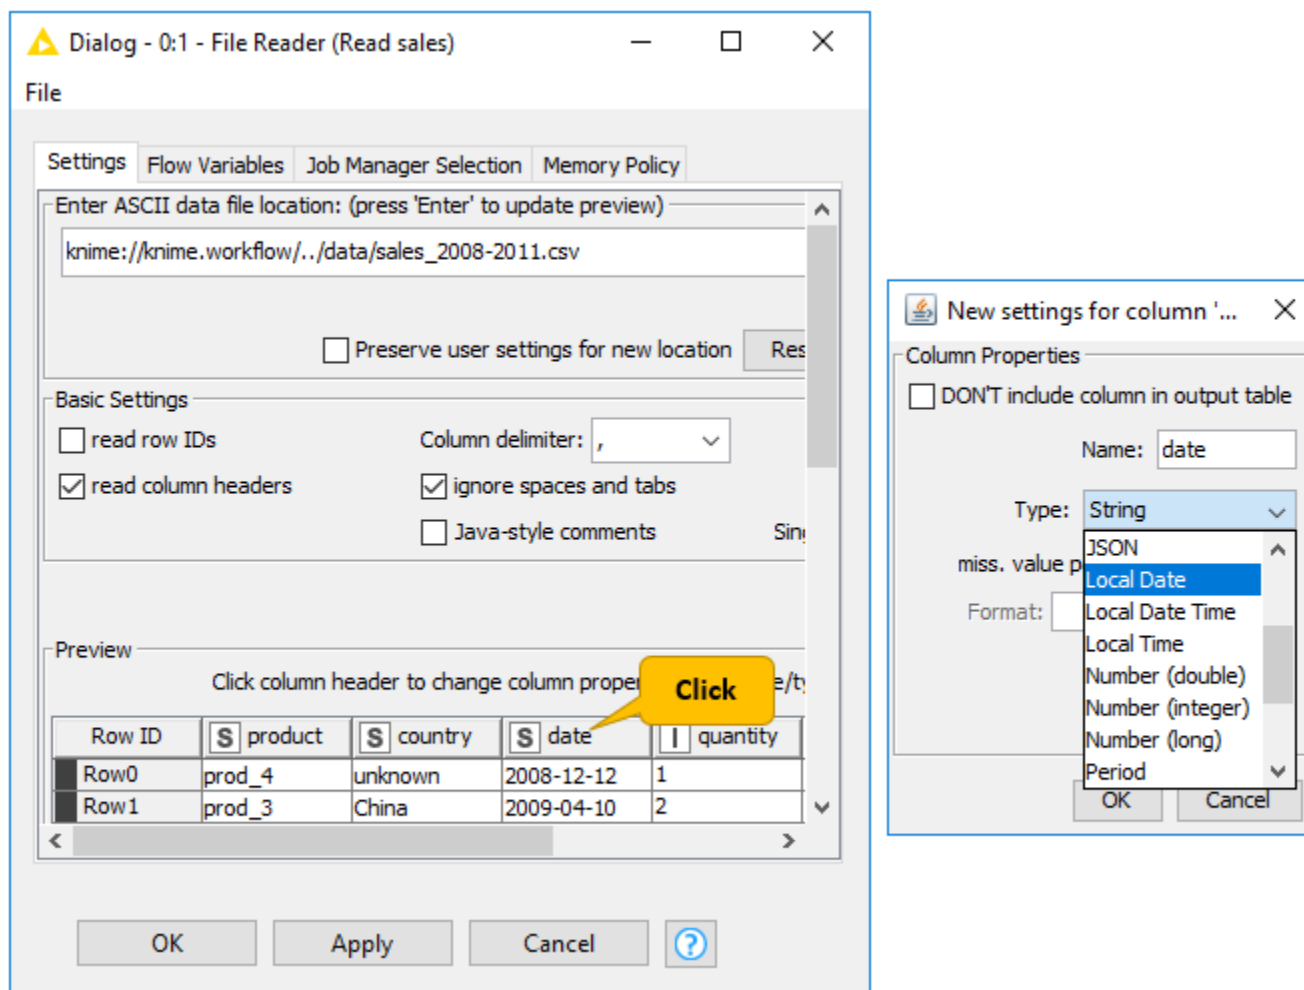 Dialog - 0:1 - File Reader (Read sales)
File
Settings Flow Variables Job Manager Selection Memory Policy
Enter ASCII data file location: (press 'Enter' to update preview)
knime://knime.workflow/../data/sales_2008-2011.csv
Preserve user settings for new location Res
Basic Settings
read row IDs Column delimiter: ,
read column headers ignore spaces and tabs
Java-style comments Sin
Preview
Click column header to change column prope e/t
Click
Row ID S product S country S date I quantity
Row0 prod_4 unknown 2008-12-12 1
Row1 prod_3 China 2009-04-10 2
OK Apply Cancel ?
New settings for column '...
Column Properties
DON'T include column in output table
Name: date
Type: String
miss. value p
Format:
JSON
Local Date
Local Date Time
Local Time
Number (double)
Number (integer)
Number (long)
Period
OK Cancel